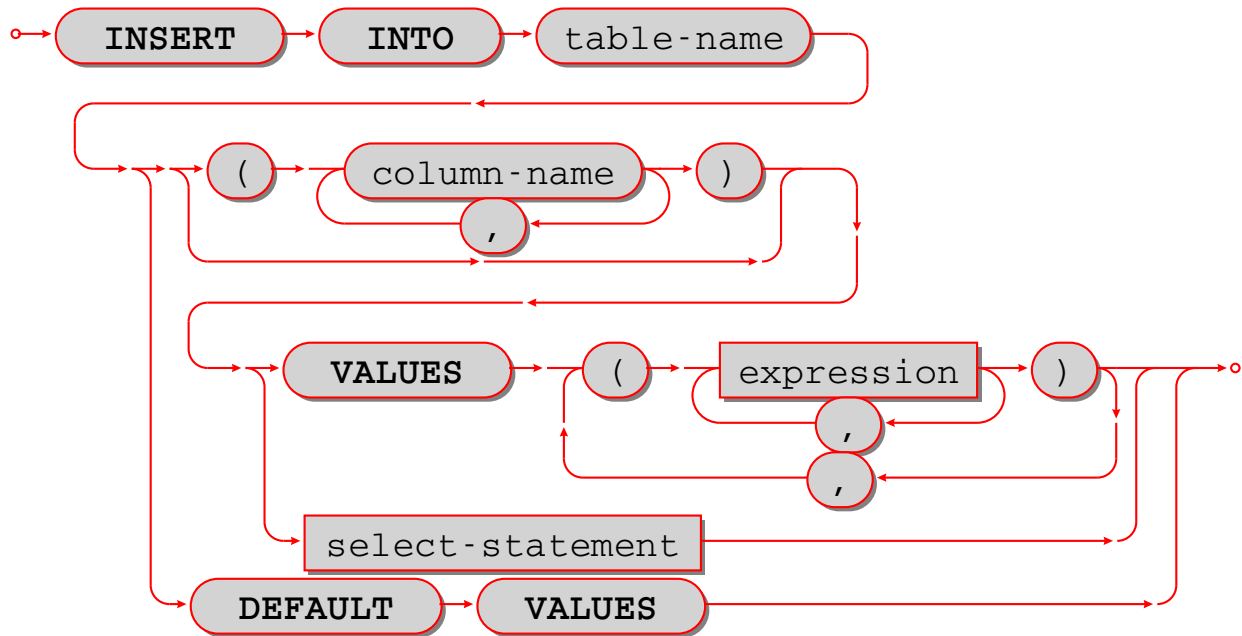 INSERT INTO table-name
( column-name )
,
VALUES ( expression )
,
,
select-statement
DEFAULT VALUES